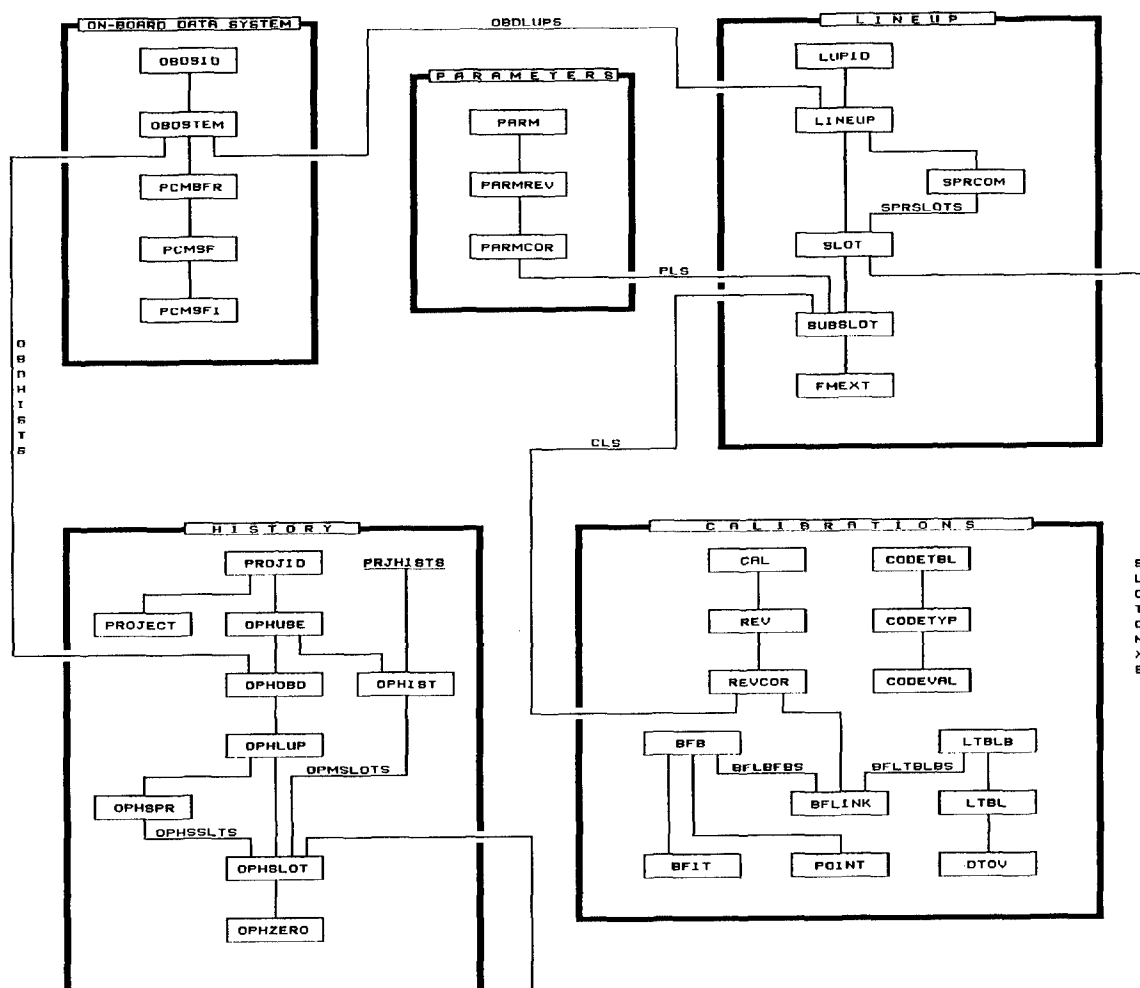 ON-BOARD DATA SYSTEM
OBDSID
OBDSTEM
PCMBFR
PCMSF
PCMSFI
OBDLUPS
PARAMETERS
PARM
PARMREV
PARMCOR
PLS
LINEUP
LUPID
LINEUP
SPRCOM
SPRSLOTS
SLOT
SUBSLOT
FMEXT
CLS
OBDHISTS
HISTORY
PROJID
PRJHISTS
PROJECT
OPHUSE
OPHOBD
OPHIST
OPHLUP
OPMSLOTS
OPHSPR
OPHSSLTS
OPHSLOT
OPHZERO
CALIBRATIONS
CAL
CODETBL
REV
CODETYP
REVCOR
CODEVAL
BFB
LTBLB
BFLBFBS
BFLTBLBS
BFLINK
LTBL
BFIT
POINT
DTOV